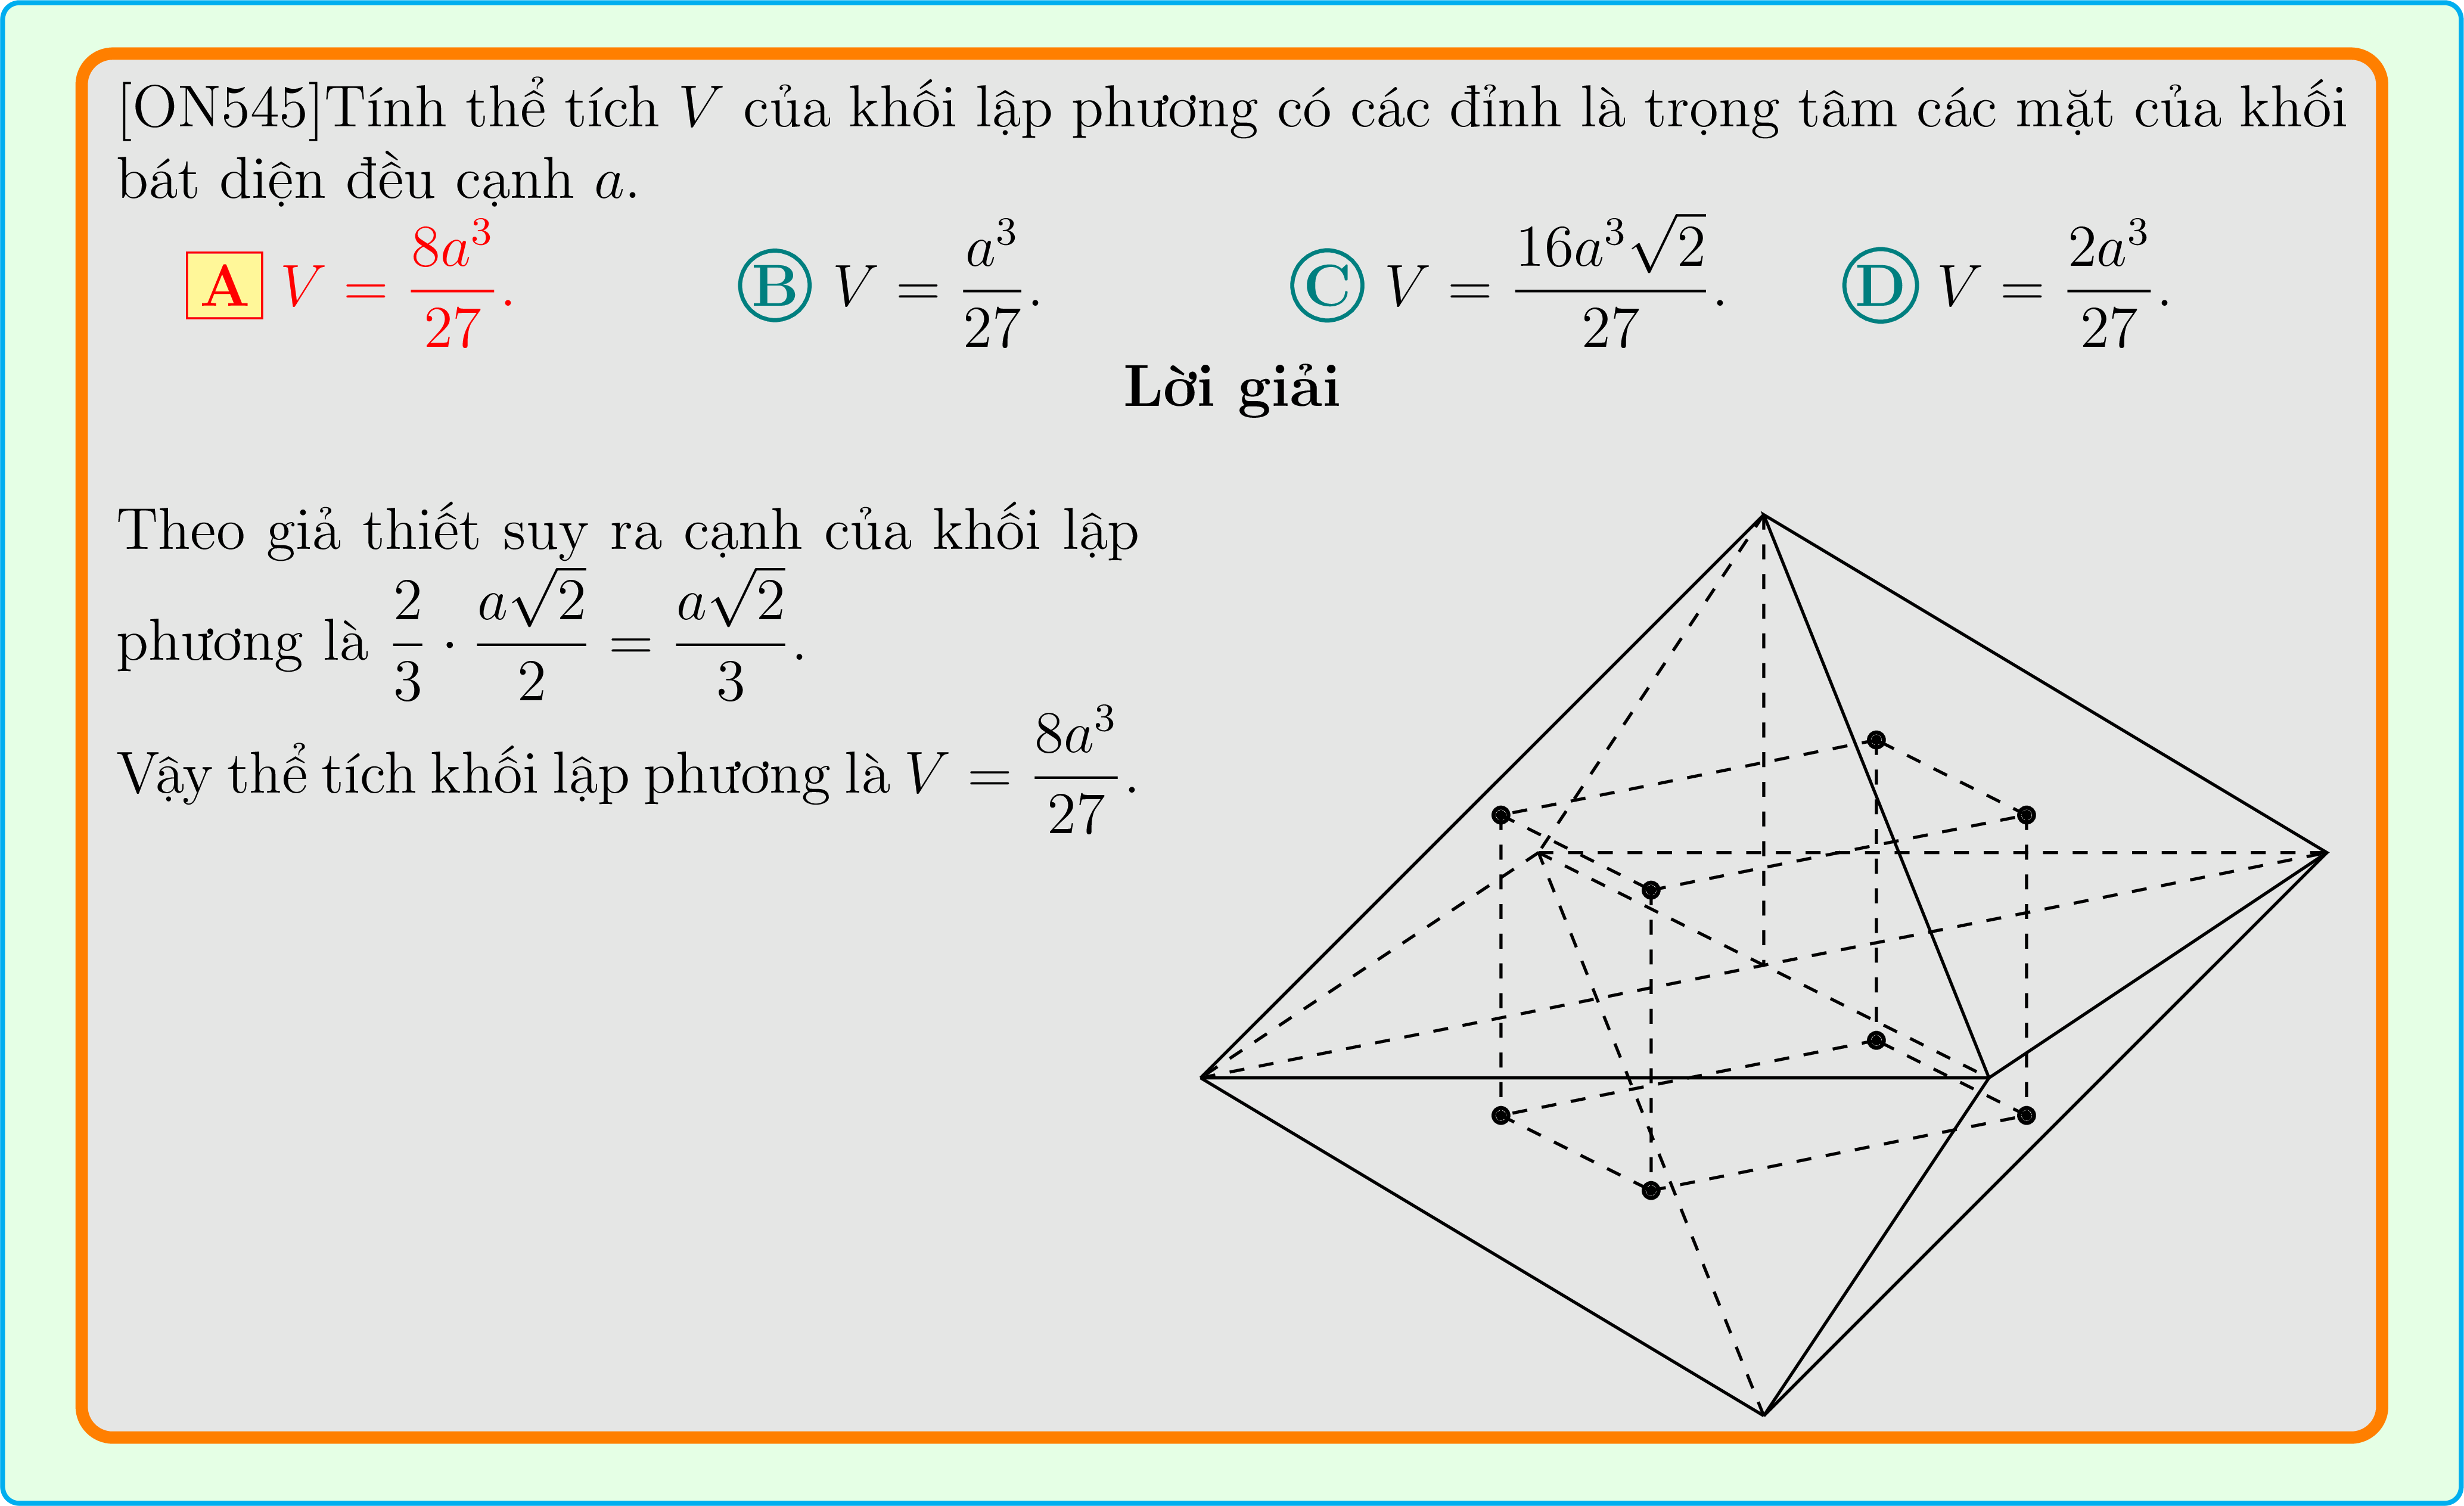 [ON545]Tính thể tích V của khối lập phương có các đỉnh là trọng tâm các mặt của khối
bát diện đều cạnh a.
A V = \frac{8a^3}{27}. B V = \frac{a^3}{27}. C V = \frac{16a^3\sqrt{2}}{27}. D V = \frac{2a^3}{27}.
Lời giải
Theo giả thiết suy ra cạnh của khối lập
phương là \frac{2}{3} \cdot \frac{a\sqrt{2}}{2} = \frac{a\sqrt{2}}{3}.
Vậy thể tích khối lập phương là V = \frac{8a^3}{27}.